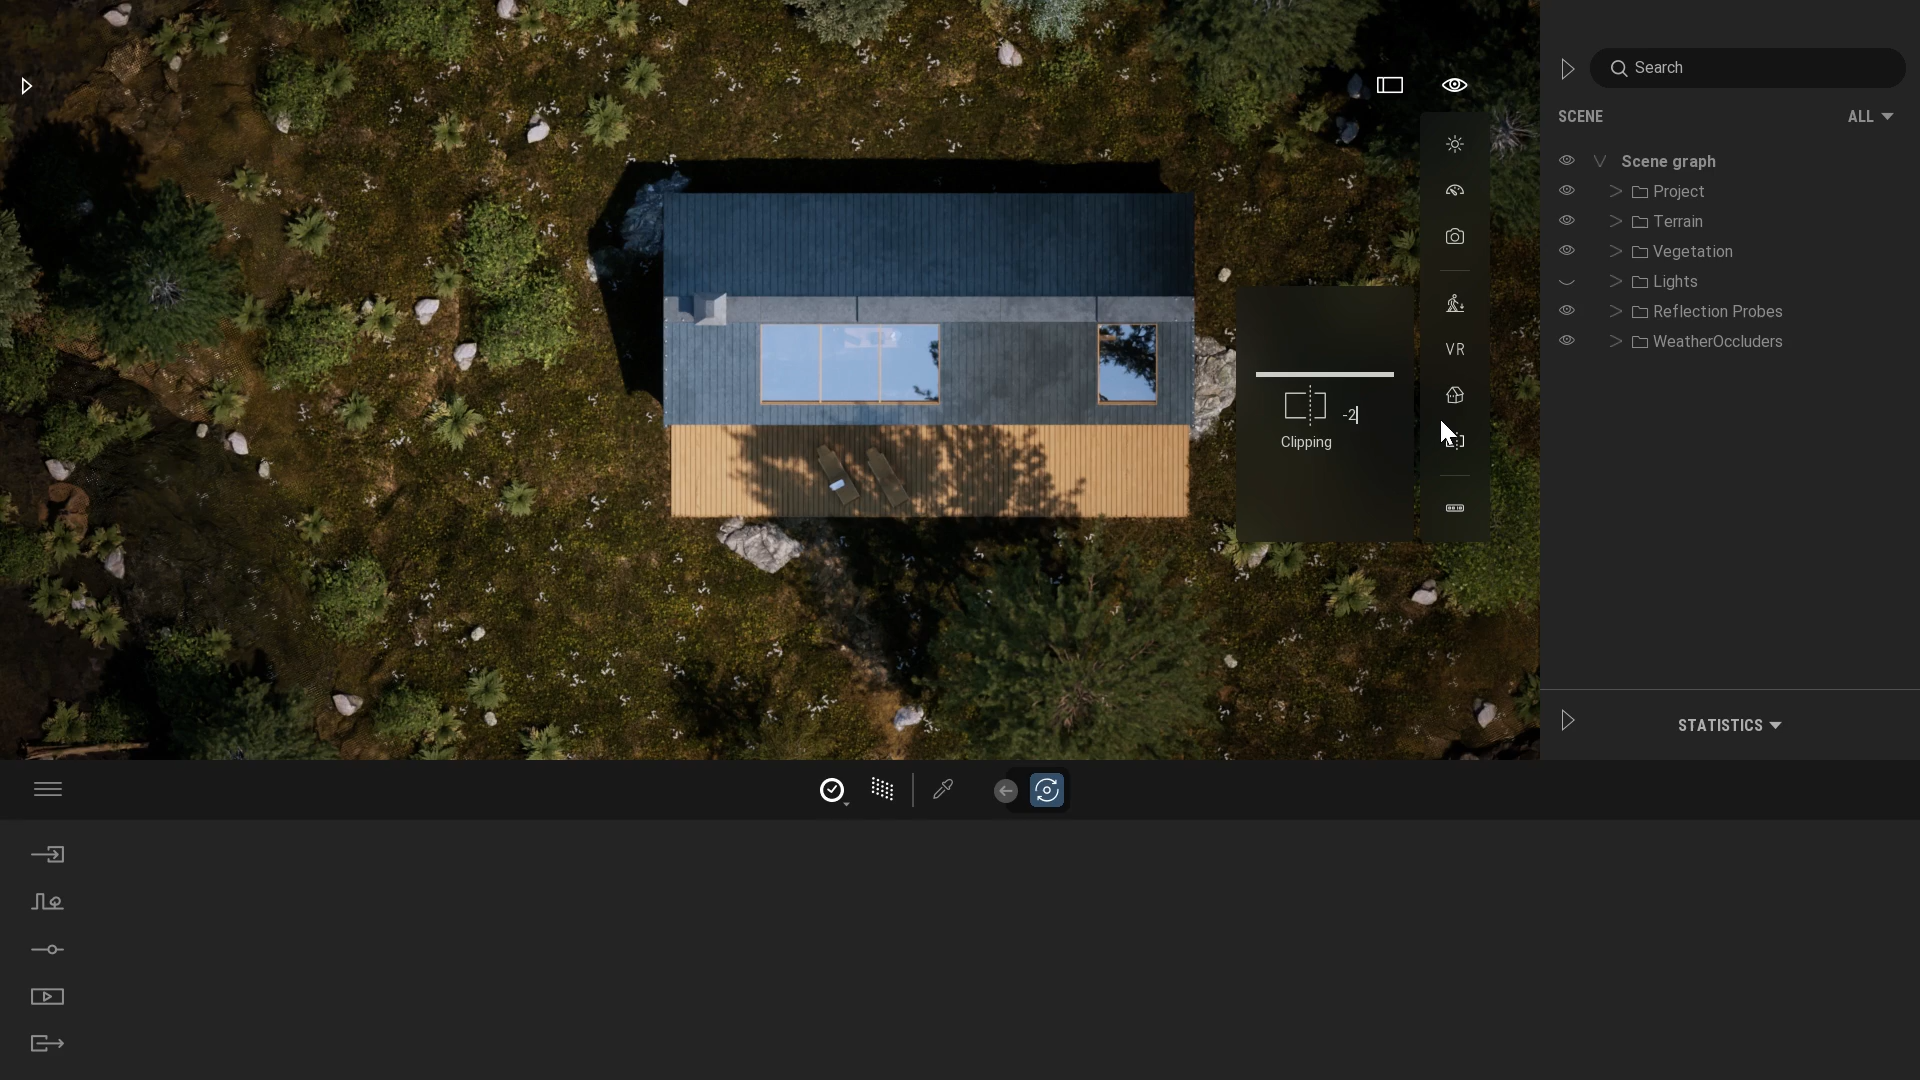 Search
SCENE
ALL
Scene graph
Project
Terrain
Vegetation
Lights
Reflection Probes
WeatherOccluders
VR
-2
Clipping
STATISTICS